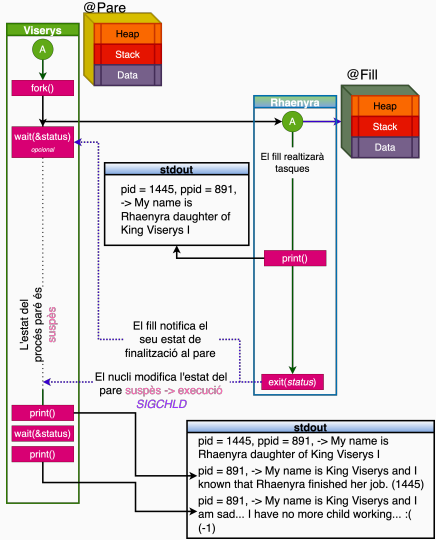 @Pare
Viserys
A
Heap
Stack
Data
fork()
@Fill
Rhaenyra
A
Heap
Stack
Data
wait(&status)
opcional
El fill realtizarà
tasques
stdout
pid = 1445, ppid = 891,
-> My name is
Rhaenyra daughter of
King Viserys I
print()
L'estat del
procés paré és
suspès
El fill notifica el
seu estat de
finalització al pare
El nucli modifica l'estat del
pare suspès -> execució
SIGCHLD
exit(status)
print()
wait(&status)
print()
stdout
pid = 1445, ppid = 891, -> My name is
Rhaenyra daughter of King Viserys I
pid = 891, -> My name is King Viserys and I
known that Rhaenyra finished her job. (1445)
pid = 891, -> My name is King Viserys and I
am sad... I have no more child working... :(
(-1)